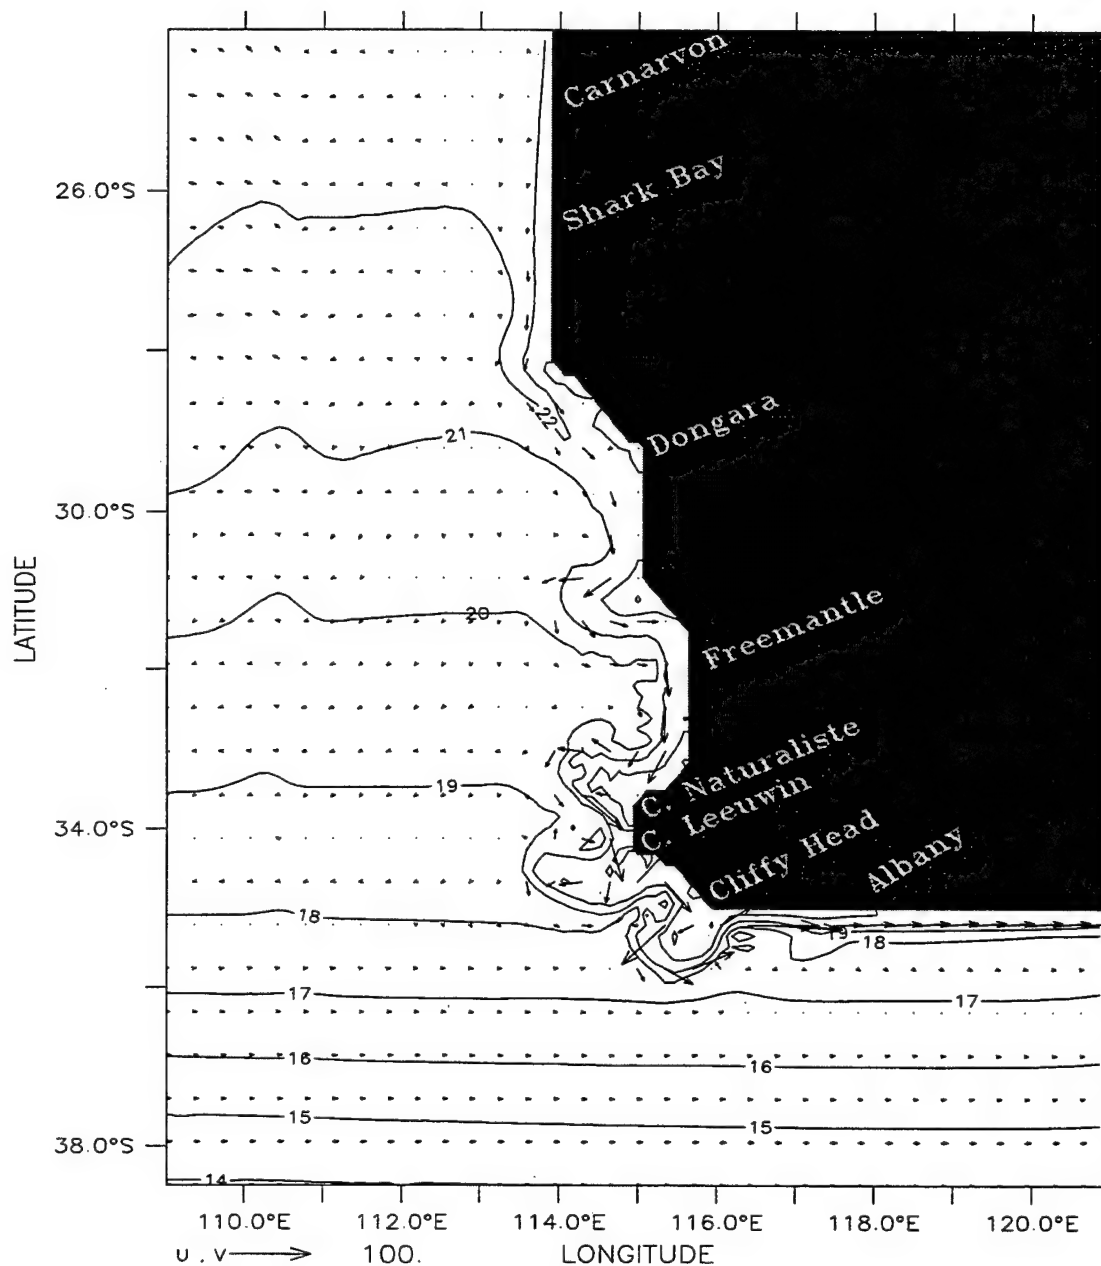 Carnarvon
26.0°S
Shark Bay
22
Dongara
21
30.0°S
LATITUDE
20
Freemantle
C. Naturaliste
19
34.0°S
C. Leeuwin
Cliffy Head
Albany
18
19
18
17
17
16
16
15
15
38.0°S
14
110.0°E 112.0°E 114.0°E 116.0°E 118.0°E 120.0°E
u , v 100. LONGITUDE